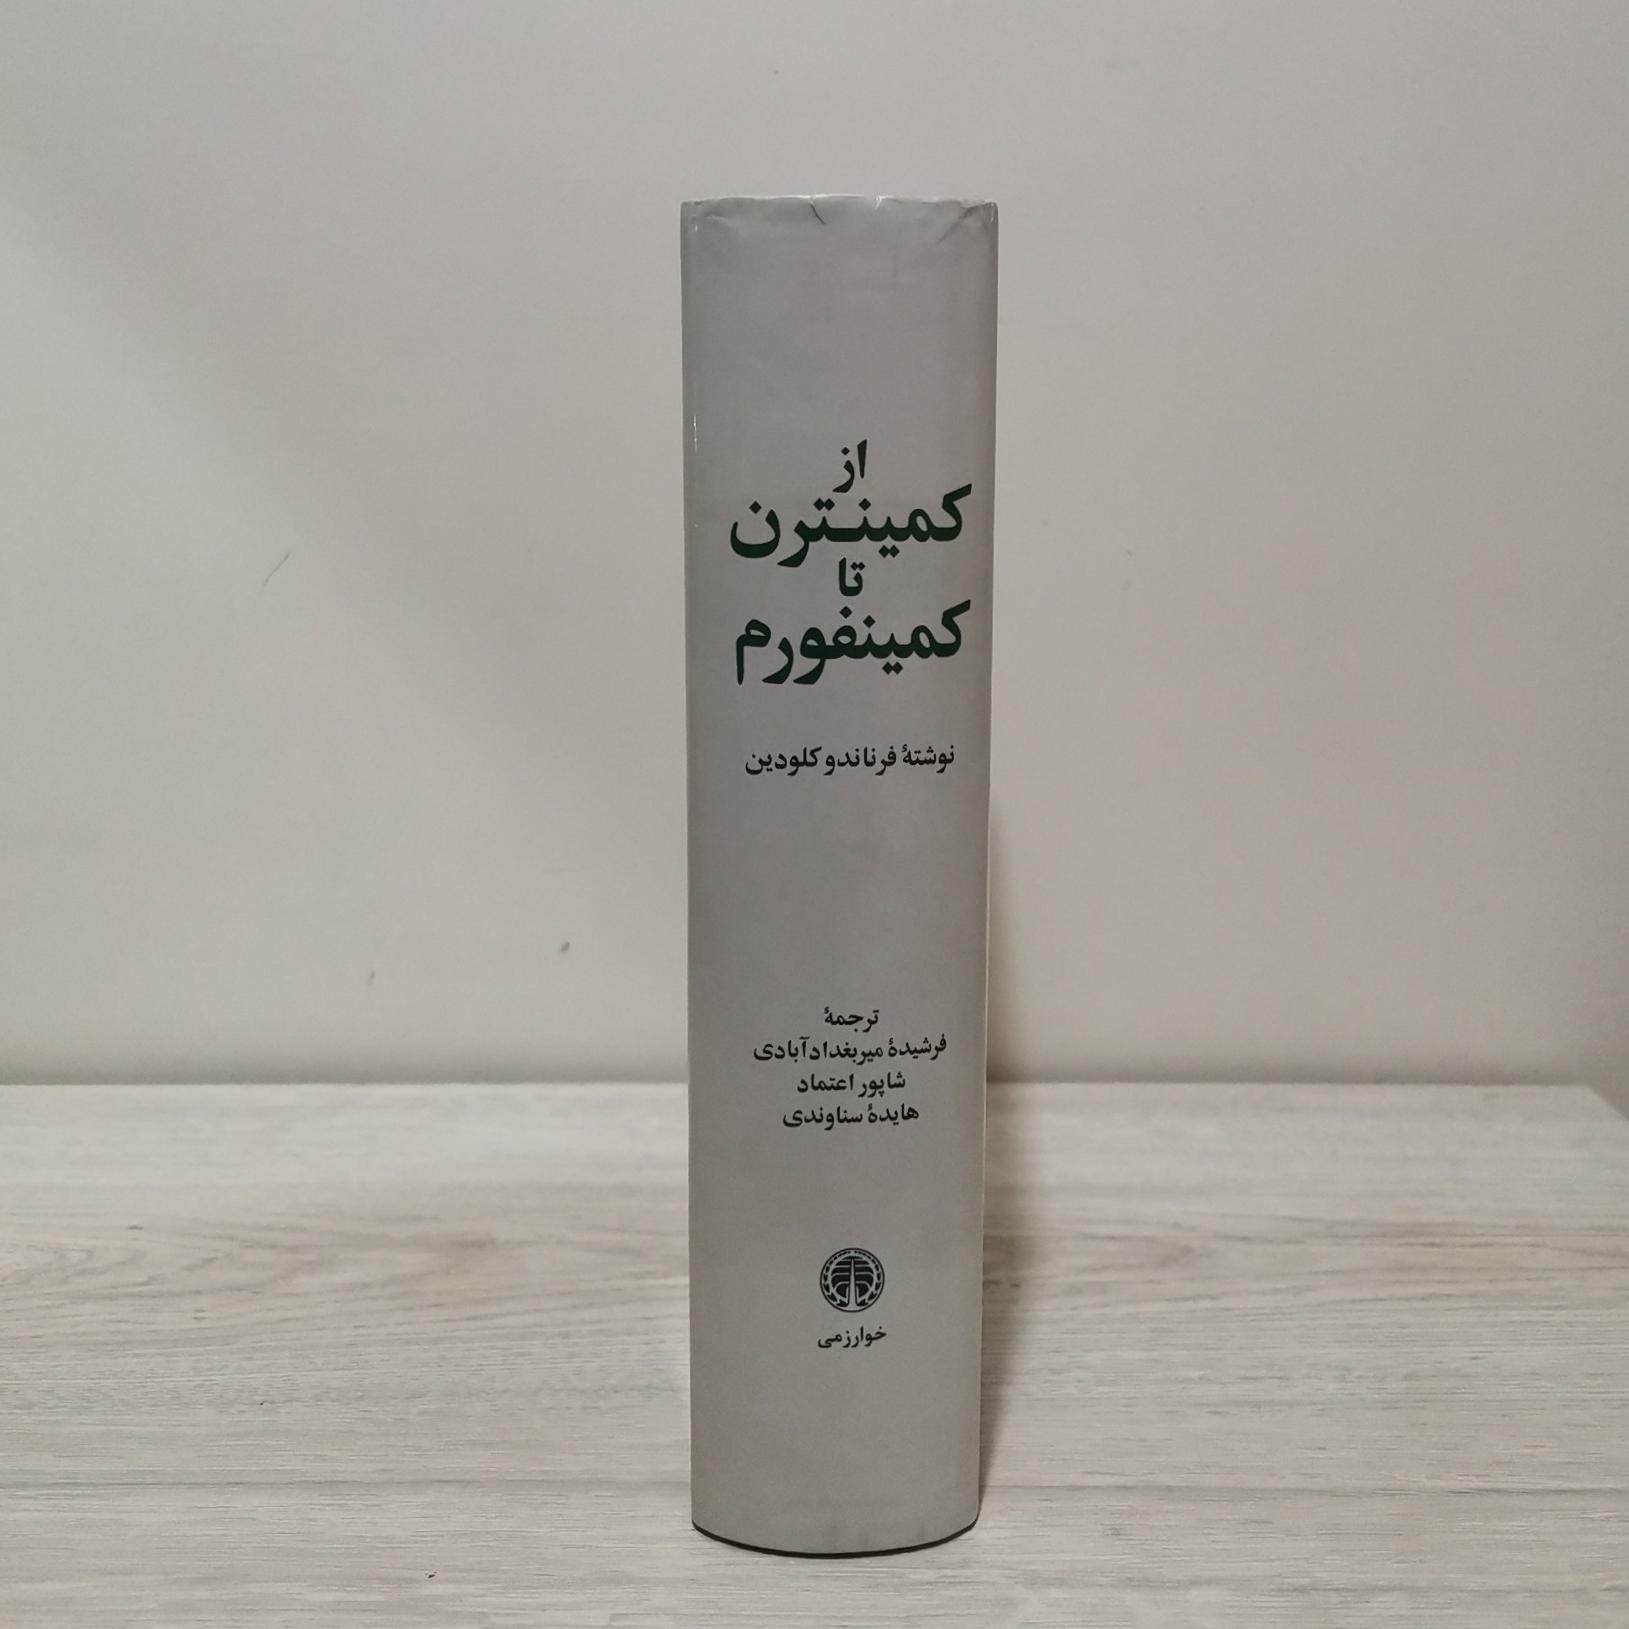 از
کمینترن
تا
کمینفورم
نوشتهٔ فرناندو کلودین
ترجمهٔ
فرشیدهٔ میربغدادآبادی
شاپور اعتماد
هایدهٔ سناوندی
خوارزمی